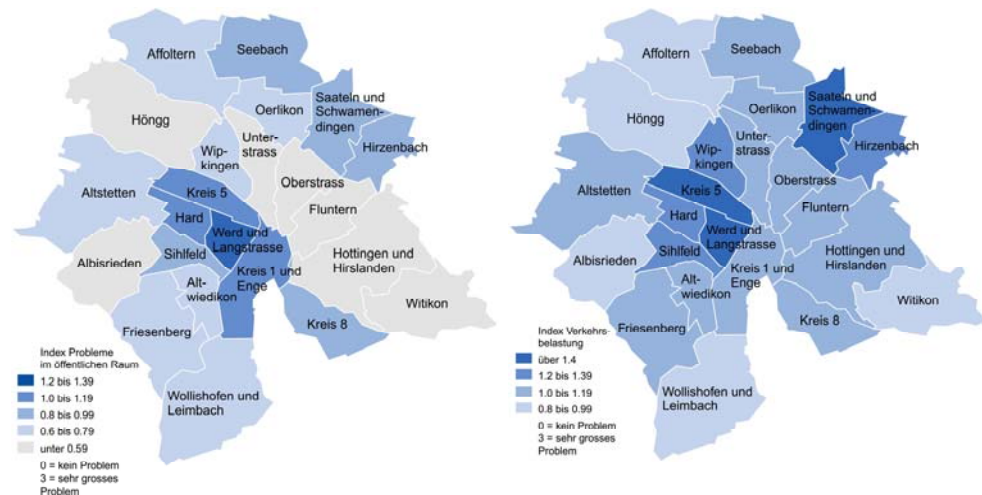 Affoltern
Seebach
Höngg
Oerlikon
Saateln und
Schwamen-
dingen
Unter-
strass
Hirzenbach
Wip-
kingen
Oberstrass
Altstetten
Kreis 5
Fluntern
Hard
Werd und
Langstrasse
Albisrieden
Sihlfeld
Hottingen und
Hirslanden
Kreis 1 und
Enge
Alt-
wiedikon
Witikon
Friesenberg
Kreis 8
Wollishofen und
Leimbach
Index Probleme
im öffentlichen Raum
1.2 bis 1.39
1.0 bis 1.19
0.8 bis 0.99
0.6 bis 0.79
unter 0.59
0 = kein Problem
3 = sehr grosses
Problem
Affoltern
Seebach
Höngg
Oerlikon
Saateln und
Schwamen-
dingen
Unter-
strass
Hirzenbach
Wip-
kingen
Oberstrass
Altstetten
Kreis 5
Fluntern
Hard
Werd und
Langstrasse
Albisrieden
Sihlfeld
Hottingen und
Hirslanden
Kreis 1 und
Enge
Alt-
wiedikon
Witikon
Friesenberg
Kreis 8
Wollishofen und
Leimbach
Index Verkehrs-
belastung
über 1.4
1.2 bis 1.39
1.0 bis 1.19
0.8 bis 0.99
0 = kein Problem
3 = sehr grosses
Problem